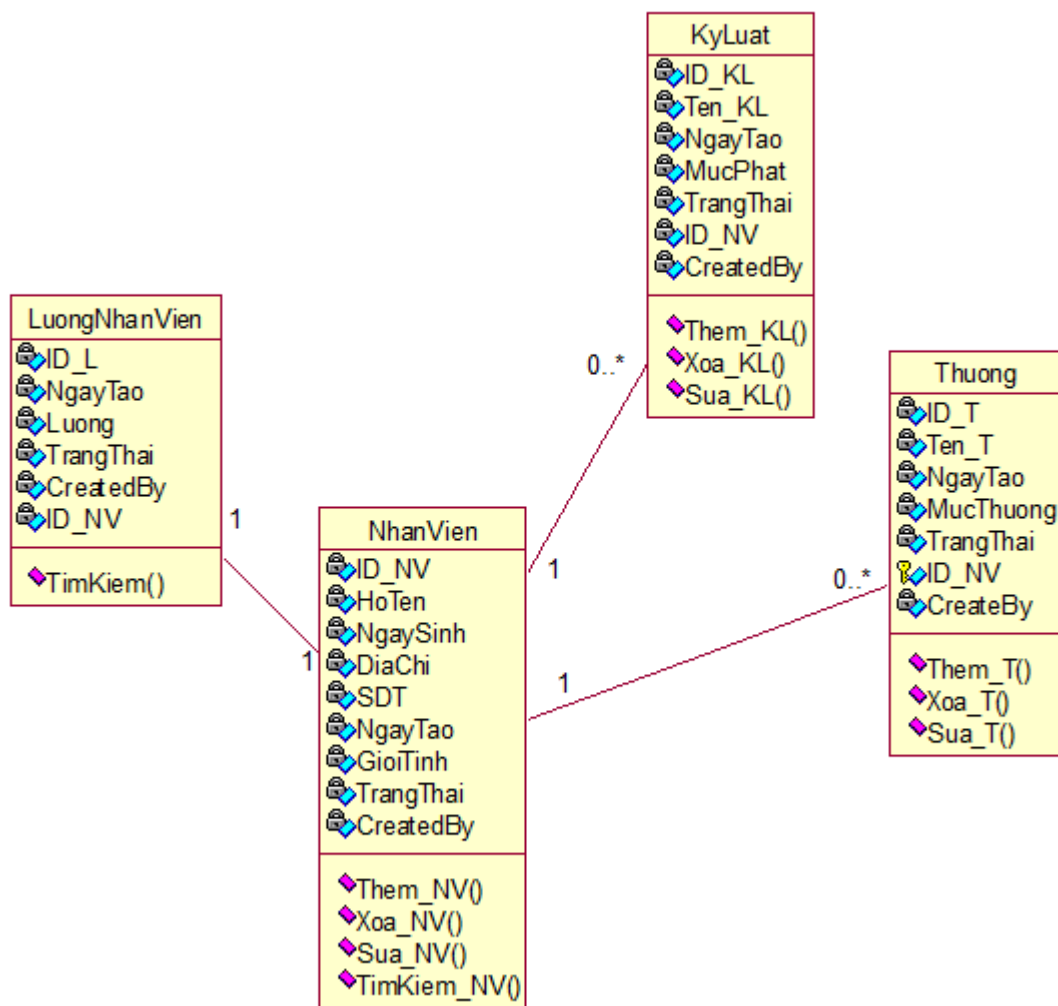 KyLuat
ID_KL
Ten_KL
NgayTao
MucPhat
TrangThai
ID_NV
CreatedBy
Them_KL()
Xoa_KL()
Sua_KL()
0..*
1
LuongNhanVien
ID_L
NgayTao
Luong
TrangThai
CreatedBy
ID_NV
TimKiem()
1
1
NhanVien
ID_NV
HoTen
NgaySinh
DiaChi
SDT
NgayTao
GioiTinh
TrangThai
CreatedBy
Them_NV()
Xoa_NV()
Sua_NV()
TimKiem_NV()
1
0..*
Thuong
ID_T
Ten_T
NgayTao
MucThuong
TrangThai
ID_NV
CreateBy
Them_T()
Xoa_T()
Sua_T()